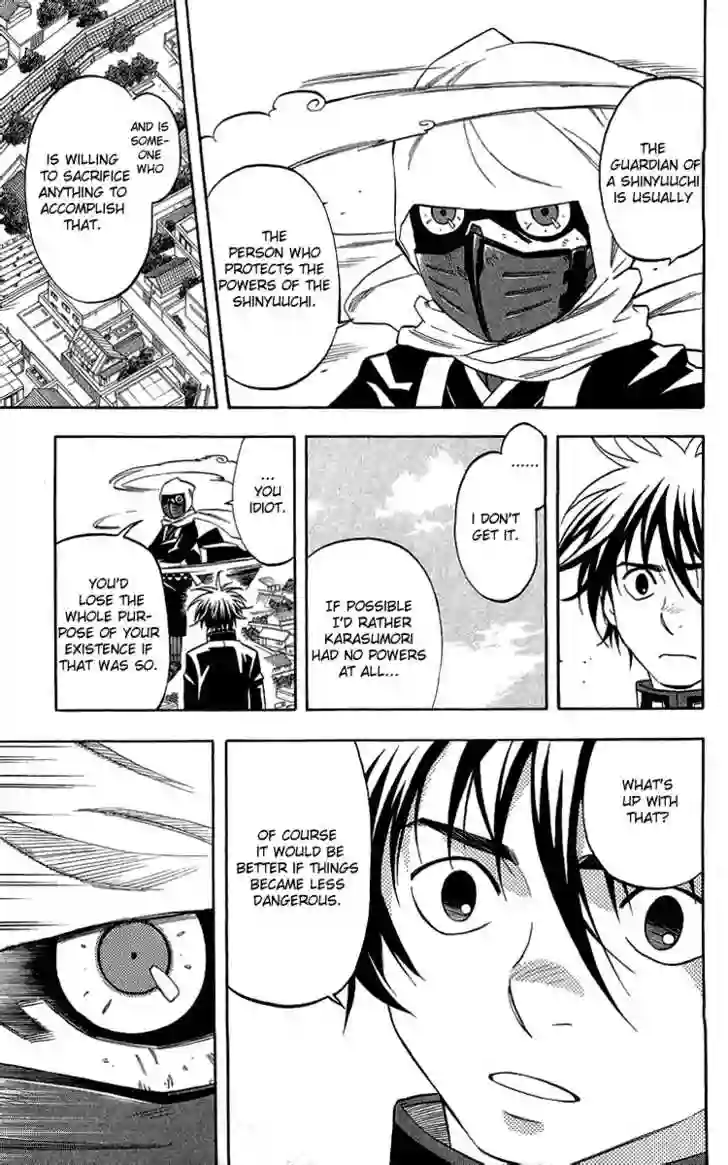 THE
GUARDIAN OF
A SHINYUUCHI
IS USUALLY
THE
PERSON WHO
PROTECTS THE
POWERS OF THE
SHINYUUCHI.
AND IS
SOME-
ONE WHO
IS WILLING
TO SACRIFICE
ANYTHING TO
ACCOMPLISH
THAT.
......
I DON'T
GET IT.
IF POSSIBLE
I'D RATHER
KARASUMORI
HAD NO POWERS
AT ALL...
...
YOU
IDIOT.
YOU'D
LOSE THE
WHOLE PUR-
POSE OF YOUR
EXISTENCE IF
THAT WAS SO.
WHAT'S
UP WITH
THAT?
OF COURSE
IT WOULD BE
BETTER IF THINGS
BECAME LESS
DANGEROUS.